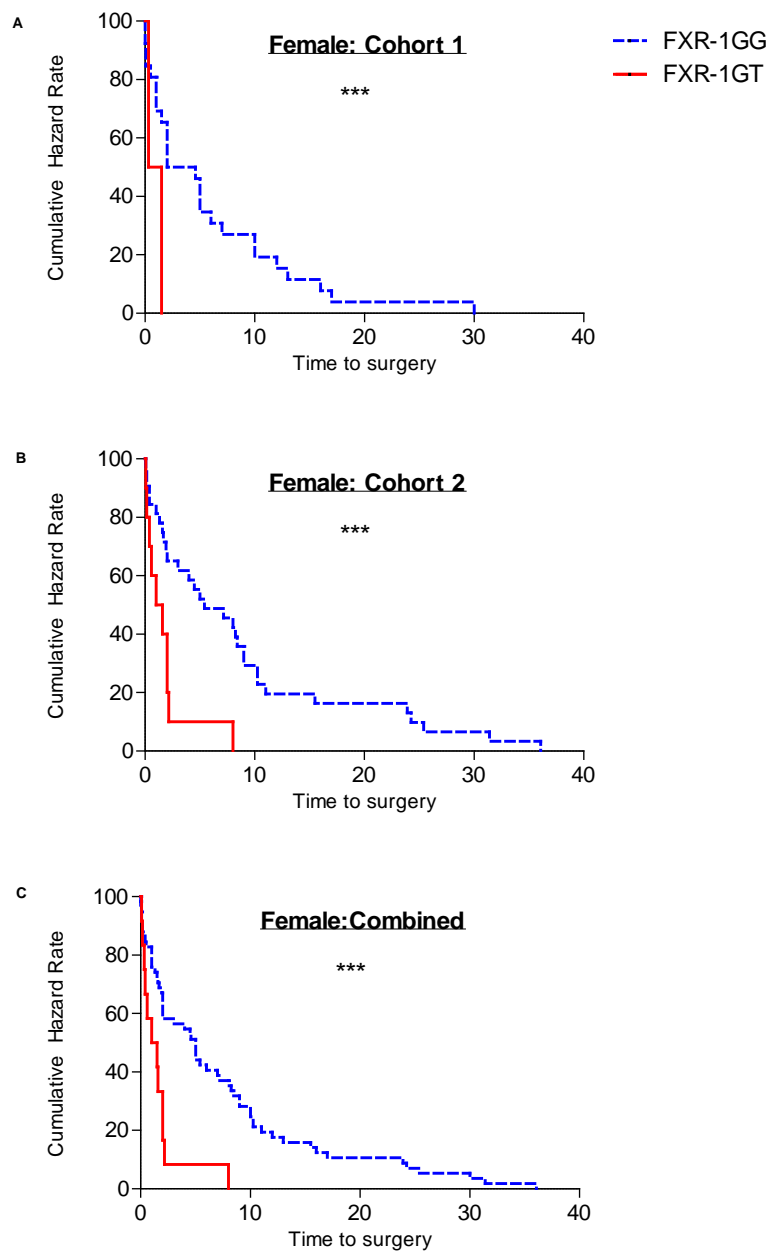 A
Female: Cohort 1
***
FXR-1GG
FXR-1GT
Cumulative Hazard Rate
100
80
60
40
20
0
0 10 20 30 40
Time to surgery
B
Female: Cohort 2
***
Cumulative Hazard Rate
100
80
60
40
20
0
0 10 20 30 40
Time to surgery
C
Female:Combined
***
Cumulative Hazard Rate
100
80
60
40
20
0
0 10 20 30 40
Time to surgery